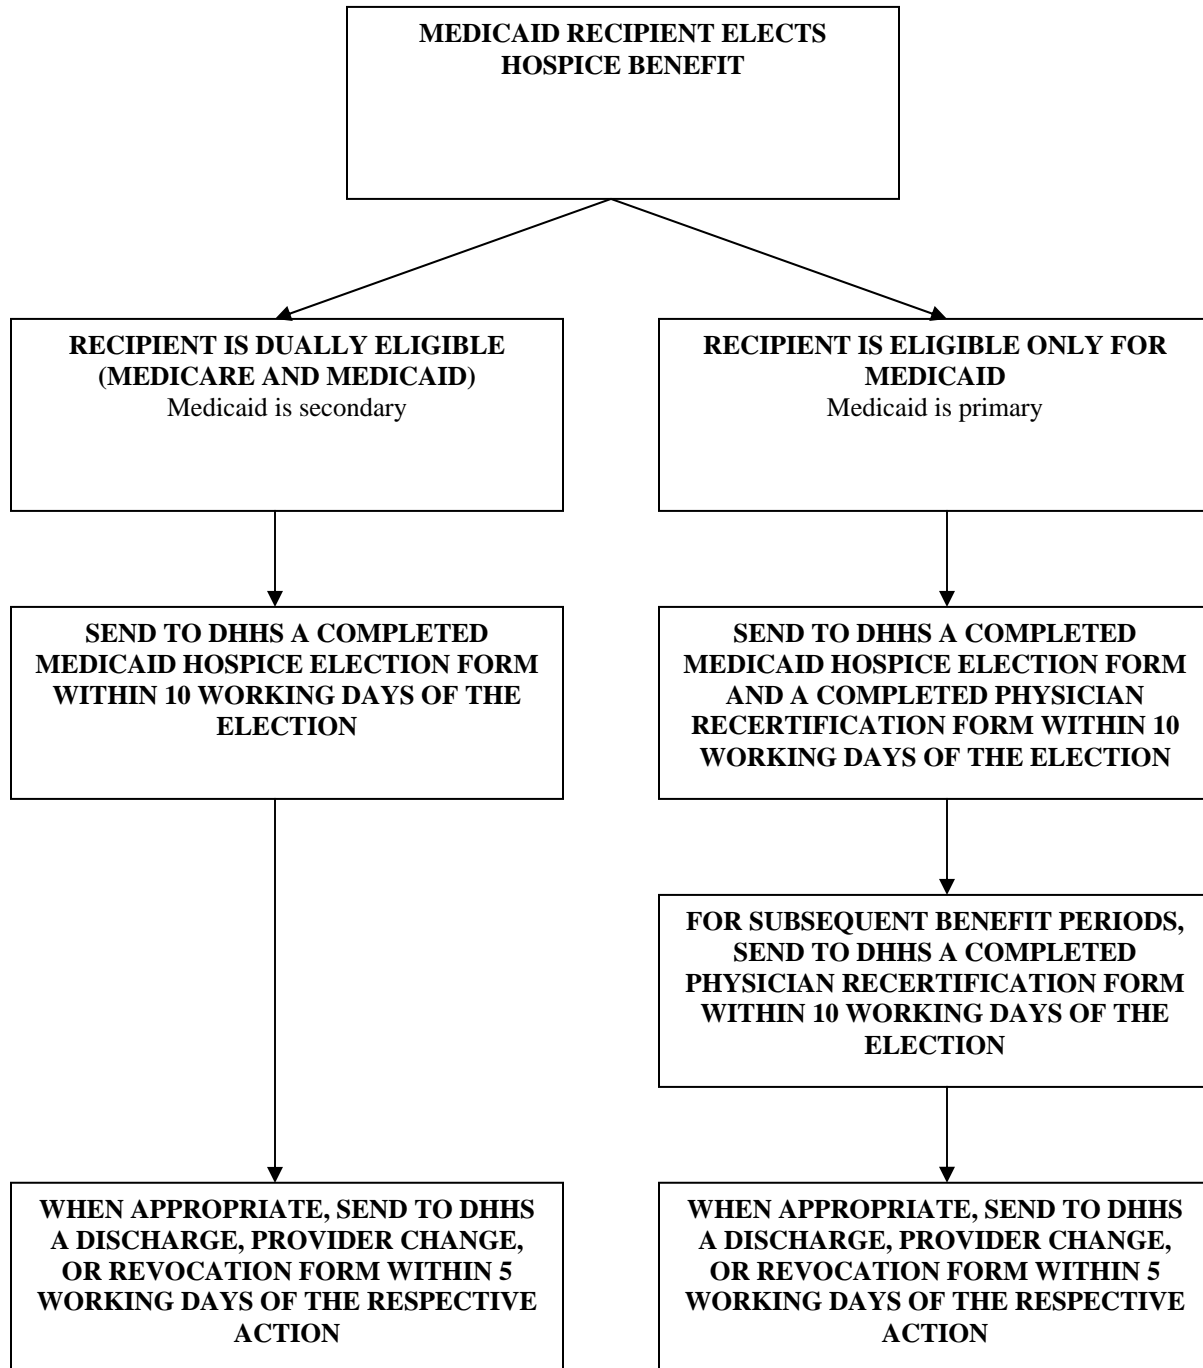 MEDICAID RECIPIENT ELECTS
HOSPICE BENEFIT
RECIPIENT IS DUALLY ELIGIBLE
(MEDICARE AND MEDICAID)
Medicaid is secondary
RECIPIENT IS ELIGIBLE ONLY FOR
MEDICAID
Medicaid is primary
SEND TO DHHS A COMPLETED
MEDICAID HOSPICE ELECTION FORM
WITHIN 10 WORKING DAYS OF THE
ELECTION
SEND TO DHHS A COMPLETED
MEDICAID HOSPICE ELECTION FORM
AND A COMPLETED PHYSICIAN
RECERTIFICATION FORM WITHIN 10
WORKING DAYS OF THE ELECTION
FOR SUBSEQUENT BENEFIT PERIODS,
SEND TO DHHS A COMPLETED
PHYSICIAN RECERTIFICATION FORM
WITHIN 10 WORKING DAYS OF THE
ELECTION
WHEN APPROPRIATE, SEND TO DHHS
A DISCHARGE, PROVIDER CHANGE,
OR REVOCATION FORM WITHIN 5
WORKING DAYS OF THE RESPECTIVE
ACTION
WHEN APPROPRIATE, SEND TO DHHS
A DISCHARGE, PROVIDER CHANGE,
OR REVOCATION FORM WITHIN 5
WORKING DAYS OF THE RESPECTIVE
ACTION